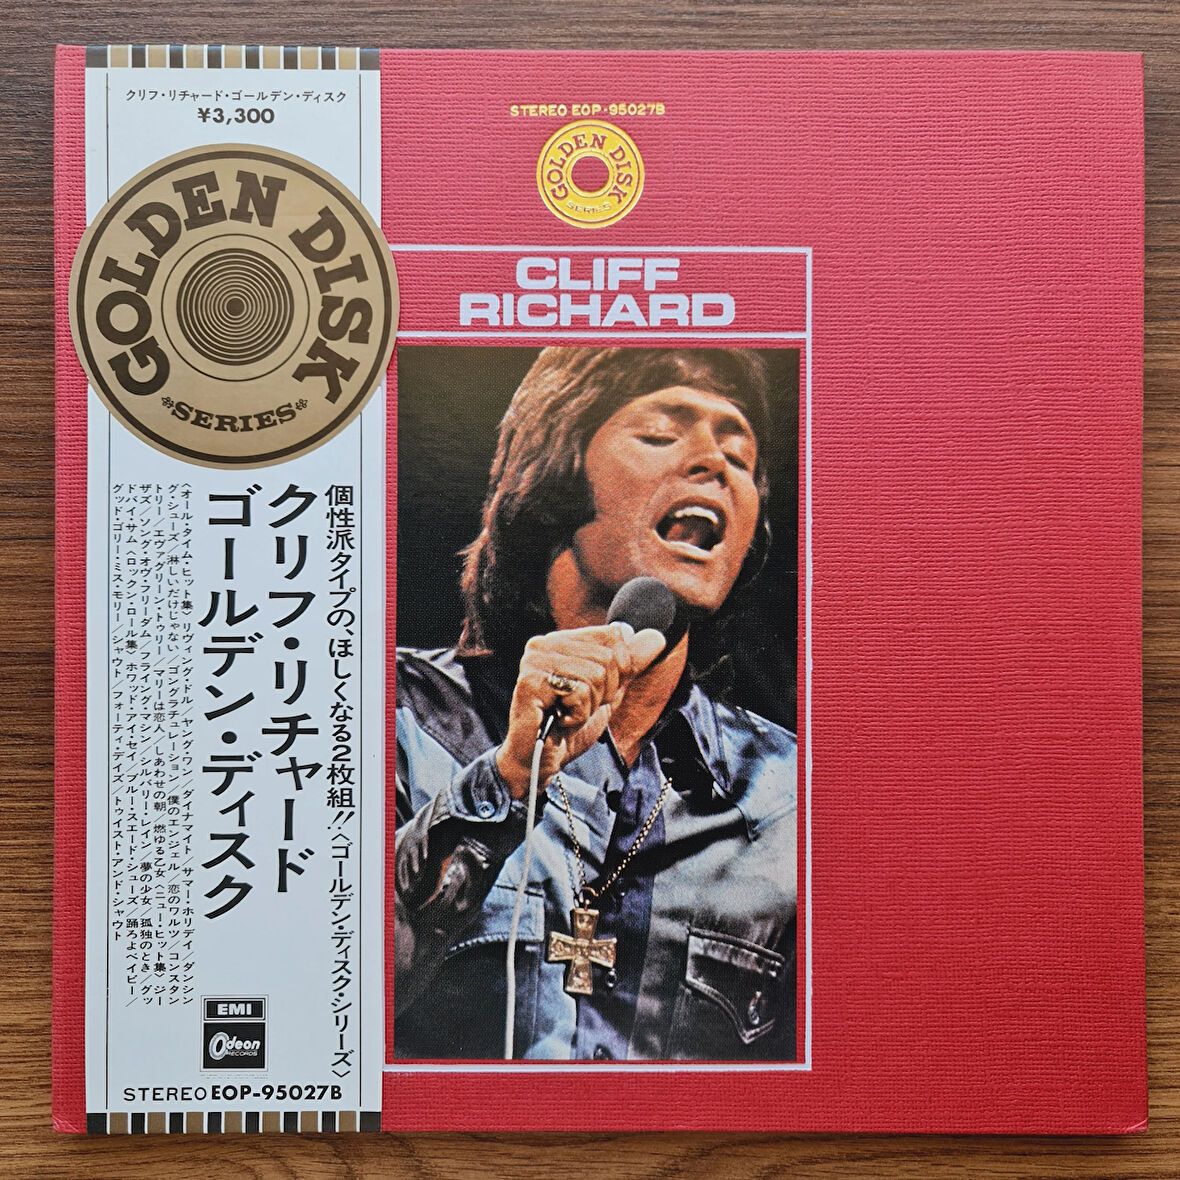 クリフ・リチャード・ゴールデン・ディスク
¥3,300
GOLDEN DISK
SERIES
個性派タイプの、ほしくなる2枚組!!〈ゴールデン・ディスク・シリーズ〉
クリフ・リチャード
ゴールデン・ディスク
〈オール・タイム・ヒット集〉リヴィング・ドール/ヤング・ワン/ダイナマイト/サマー・ホリデイ/ダンシン
グ・シューズ/淋しいだけじゃない/コングラチュレーション/僕のエンジェル/恋のワルツ/コンスタン
トリー/エヴァグリーン・トゥリー/マリーは恋人/しあわせの朝/燃ゆる乙女〈ニュー・ヒット集〉ジー
ザズ/ソング・オヴ・フリーダム/フライング・マシン/シルバリー・レイン/夢の少女/孤独のとき/グッ
ドバイ・サム〈ロックン・ロール集〉ホワッド・アイ・セイ/ブルー・スエード・シューズ/踊ろよベイビー/
グッド・ゴリー・ミス・モリー/シャウト/フォーティ・デイズ/トゥイスト・アンド・シャウト
EMI
Odeon
RECORDS
STEREO EOP-95027B
STEREO EOP-95027B
GOLDEN DISK
SERIES
CLIFF
RICHARD